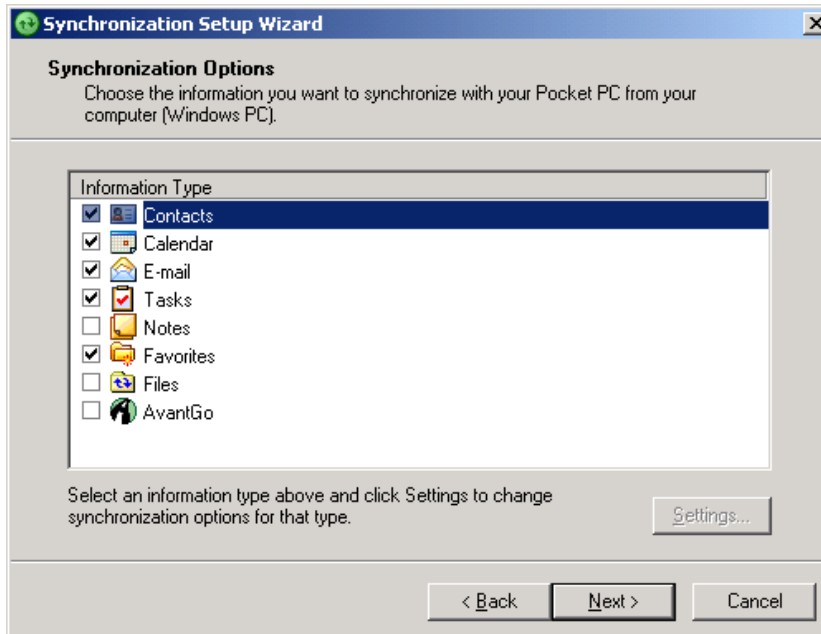 Synchronization Setup Wizard
Synchronization Options
Choose the information you want to synchronize with your Pocket PC from your
computer (Windows PC).
Information Type
Contacts
Calendar
E-mail
Tasks
Notes
Favorites
Files
AvantGo
Select an information type above and click Settings to change
synchronization options for that type.
Settings...
< Back
Next >
Cancel